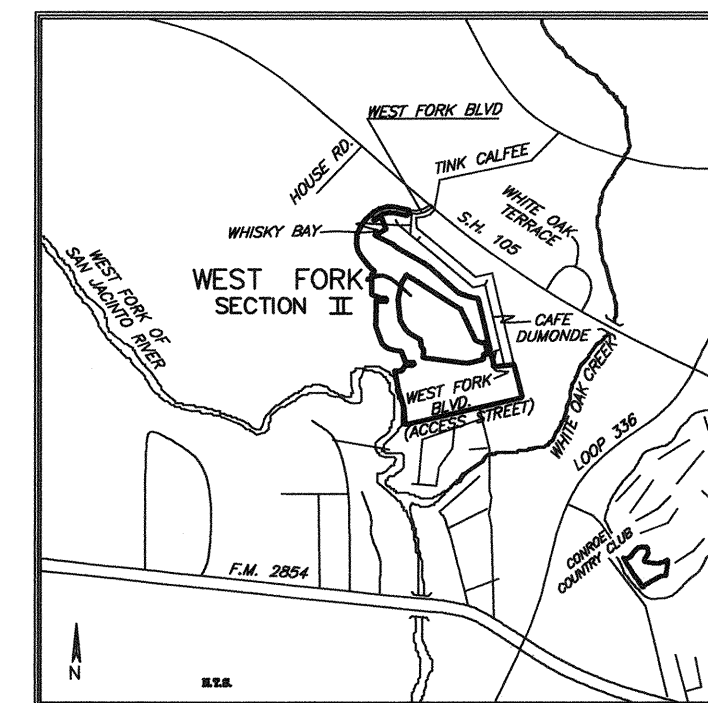 WEST FORK BLVD
HOUSE RD.
TINK CALFEE
WHITE OAK
TERRACE
S.H. 105
WHISKY BAY
WEST FORK OF
SAN JACINTO RIVER
WEST FORK
SECTION II
CAFE
DUMONDE
WEST FORK
BLVD.
(ACCESS STREET)
WHITE OAK CREEK
LOOP 336
CONROE
COUNTRY CLUB
F.M. 2854
N
N.T.S.